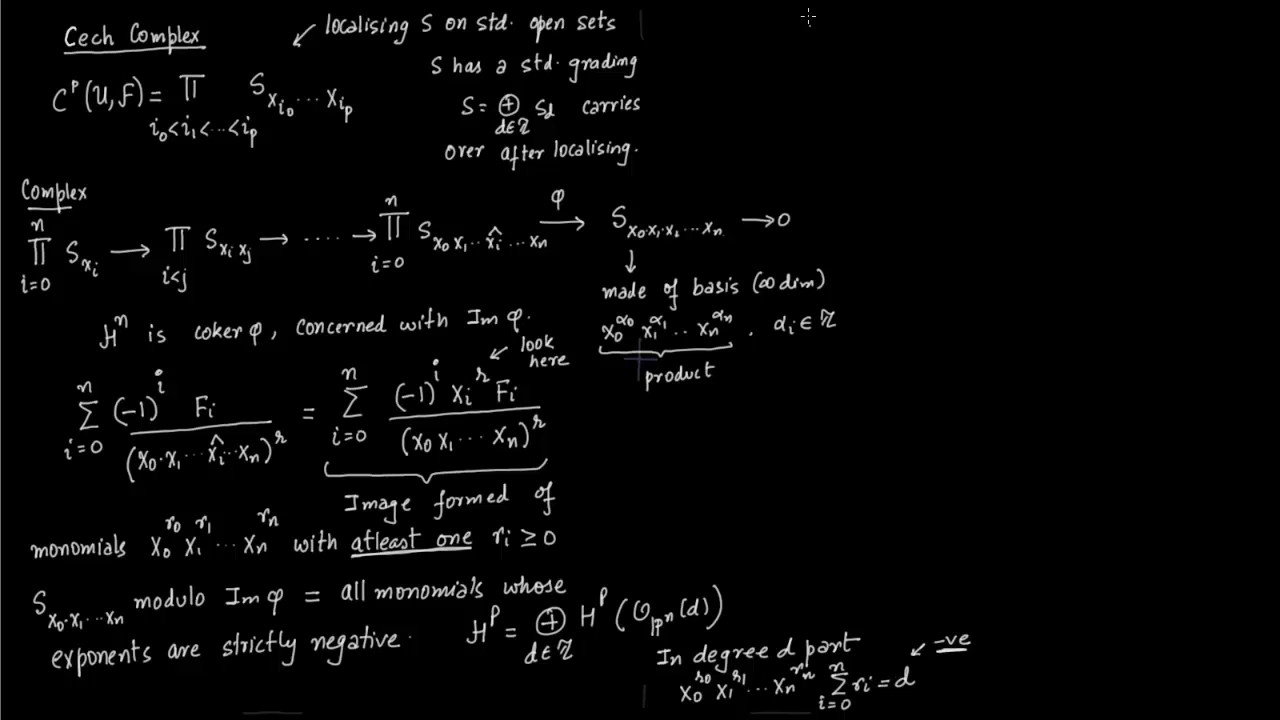 Cech Complex
↙ localising S on std. open sets
C^p(U,F) = ∏_{i_0<i_1<...<i_p} S_{x_{i_0}...x_{i_p}}
S has a std. grading
S = ⊕_{d∈ℤ} S_d carries
over after localising.
Complex
∏_{i=0}^{n} S_{x_i} → ∏_{i<j} S_{x_i x_j} → .... → ∏_{i=0}^{n} S_{x_0 x_1..x̂_i...x_n} →^φ S_{x_0·x_1·x_2...x_n} → 0
↓
made of basis (∞ dim)
x_0^{α_0} x_1^{α_1} .. x_n^{α_n}, α_i ∈ ℤ
product
H^n is coker φ, concerned with Im φ.
↙ look here
∑_{i=0}^{n} (-1)^i F_i / (x_0·x_1...x̂_i..x_n)^r = ∑_{i=0}^{n} (-1)^i x_i^r F_i / (x_0 x_1... x_n)^r
Image formed of
monomials x_0^{r_0} x_1^{r_1} ... x_n^{r_n} with atleast one r_i ≥ 0
S_{x_0·x_1...x_n} modulo Im φ = all monomials whose
exponents are strictly negative.
H^p = ⊕_{d∈ℤ} H^p(O_{ℙ^n}(d))
In degree d part
↙ -ve
x_0^{r_0} x_1^{r_1} ... x_n^{r_n} ∑_{i=0}^{n} r_i = d